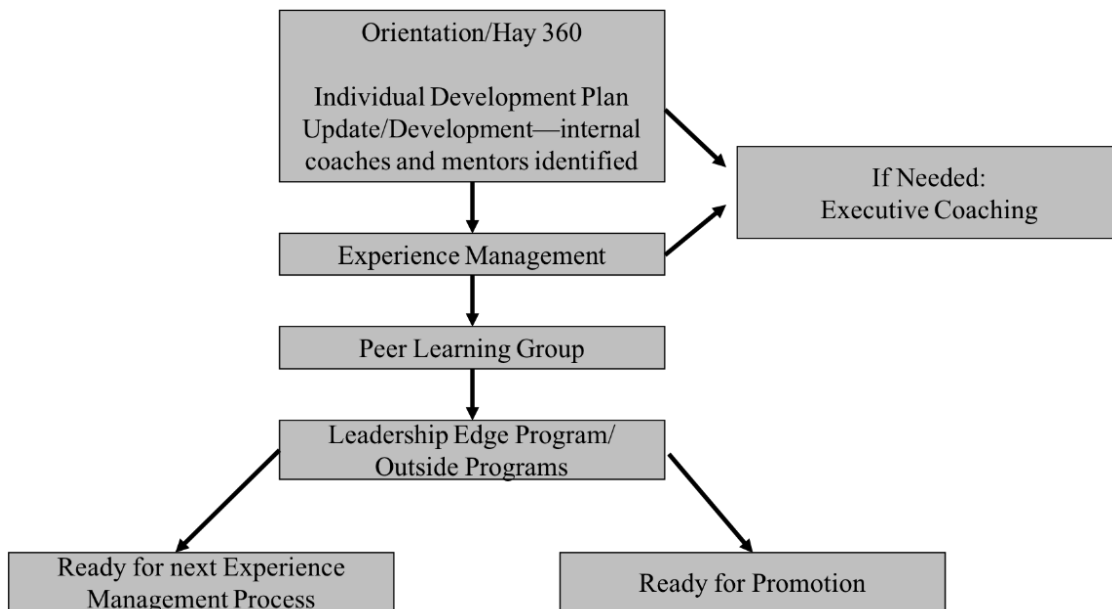 Orientation/Hay 360
Individual Development Plan
Update/Development—internal
coaches and mentors identified
If Needed:
Executive Coaching
Experience Management
Peer Learning Group
Leadership Edge Program/
Outside Programs
Ready for next Experience
Management Process
Ready for Promotion